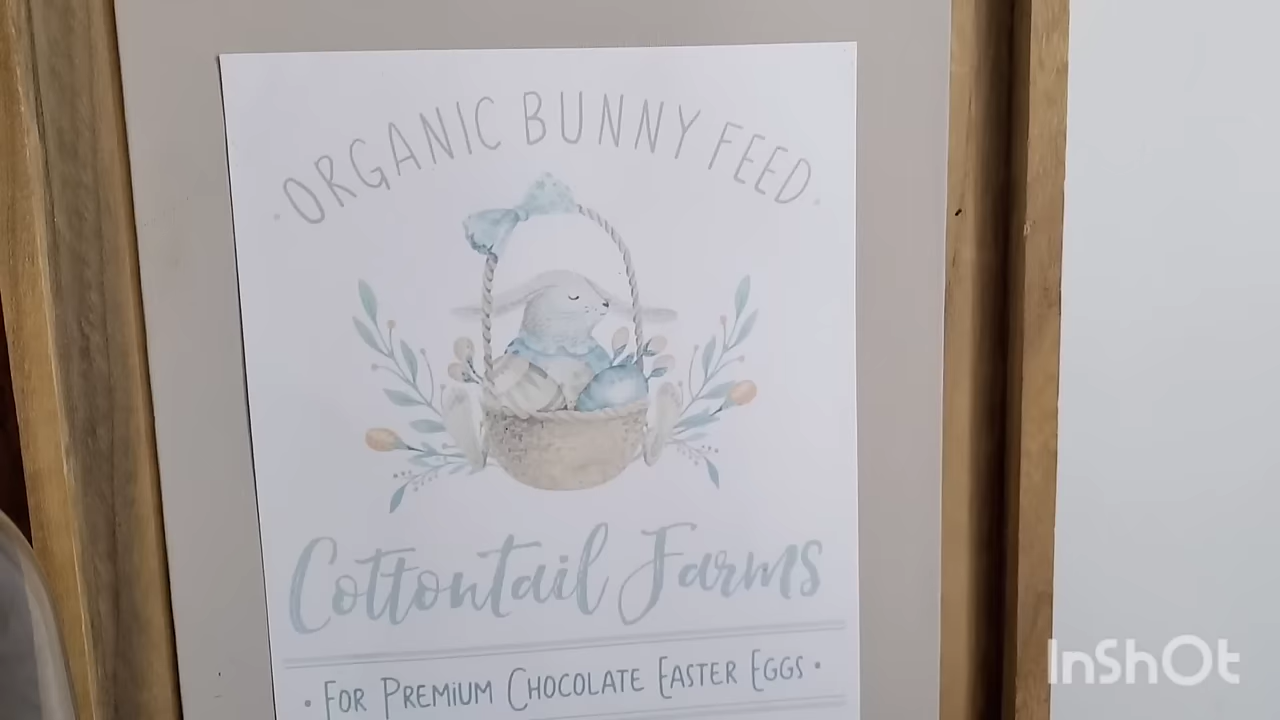 · ORGANIC BUNNY FEED ·
Cottontail Farms
· FOR PREMIUM CHOCOLATE EASTER EGGS ·
InShOt